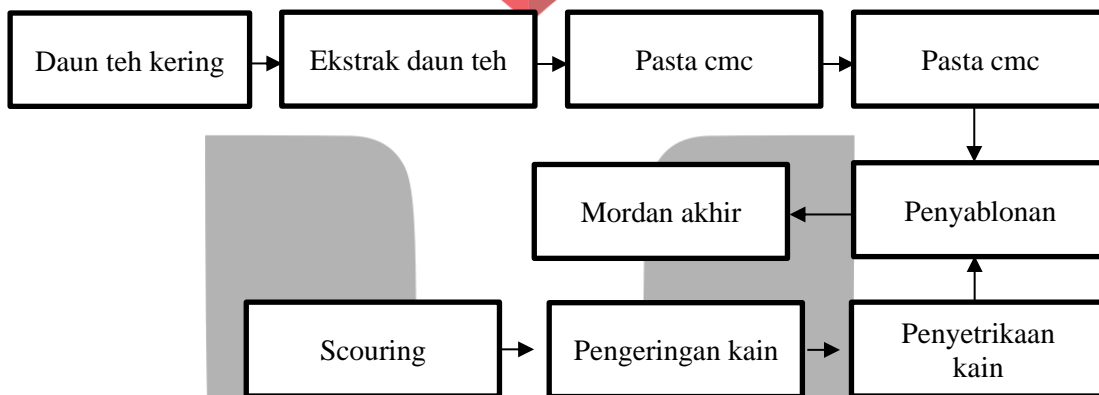 Daun teh kering
Ekstrak daun teh
Pasta cmc
Pasta cmc
Mordan akhir
Penyablonan
Scouring
Pengeringan kain
Penyetrikaan
kain